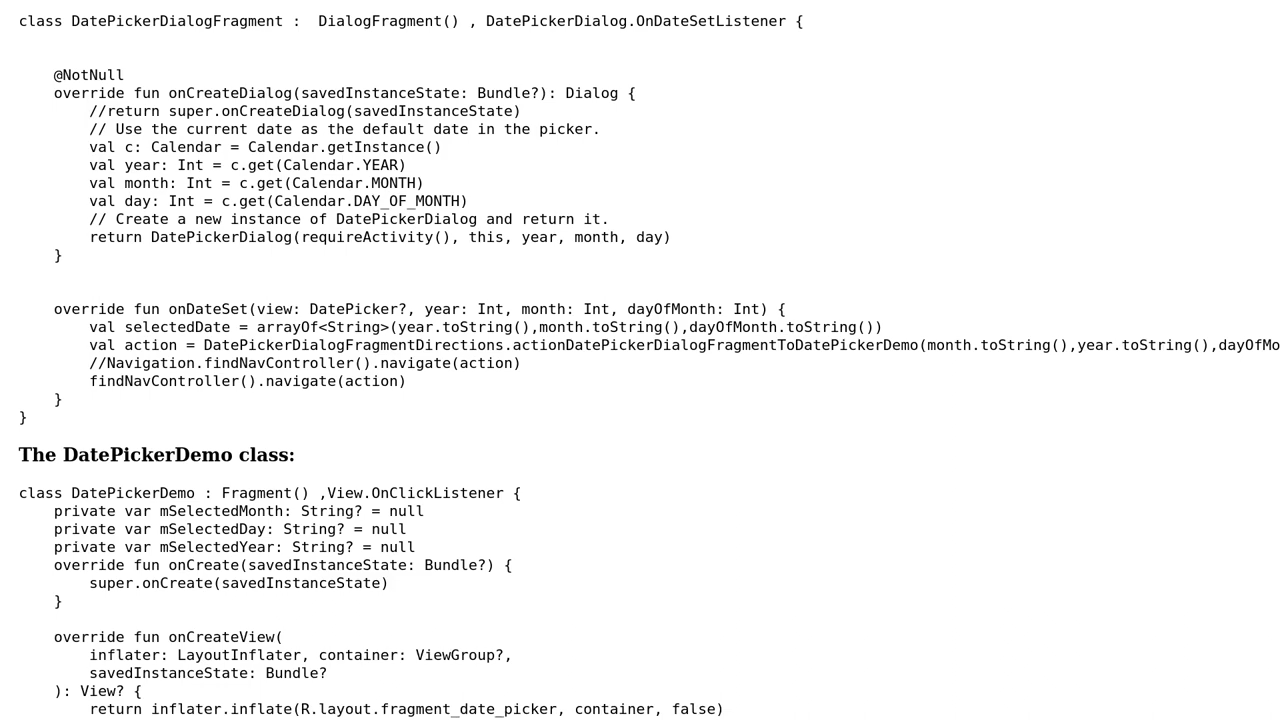 class DatePickerDialogFragment :  DialogFragment() , DatePickerDialog.OnDateSetListener {
    @NotNull
    override fun onCreateDialog(savedInstanceState: Bundle?): Dialog {
        //return super.onCreateDialog(savedInstanceState)
        // Use the current date as the default date in the picker.
        val c: Calendar = Calendar.getInstance()
        val year: Int = c.get(Calendar.YEAR)
        val month: Int = c.get(Calendar.MONTH)
        val day: Int = c.get(Calendar.DAY_OF_MONTH)
        // Create a new instance of DatePickerDialog and return it.
        return DatePickerDialog(requireActivity(), this, year, month, day)
    }
    override fun onDateSet(view: DatePicker?, year: Int, month: Int, dayOfMonth: Int) {
        val selectedDate = arrayOf<String>(year.toString(),month.toString(),dayOfMonth.toString())
        val action = DatePickerDialogFragmentDirections.actionDatePickerDialogFragmentToDatePickerDemo(month.toString(),year.toString(),dayOfMo
        //Navigation.findNavController().navigate(action)
        findNavController().navigate(action)
    }
}
The DatePickerDemo class:
class DatePickerDemo : Fragment() ,View.OnClickListener {
    private var mSelectedMonth: String? = null
    private var mSelectedDay: String? = null
    private var mSelectedYear: String? = null
    override fun onCreate(savedInstanceState: Bundle?) {
        super.onCreate(savedInstanceState)
    }
    override fun onCreateView(
        inflater: LayoutInflater, container: ViewGroup?,
        savedInstanceState: Bundle?
    ): View? {
        return inflater.inflate(R.layout.fragment_date_picker, container, false)